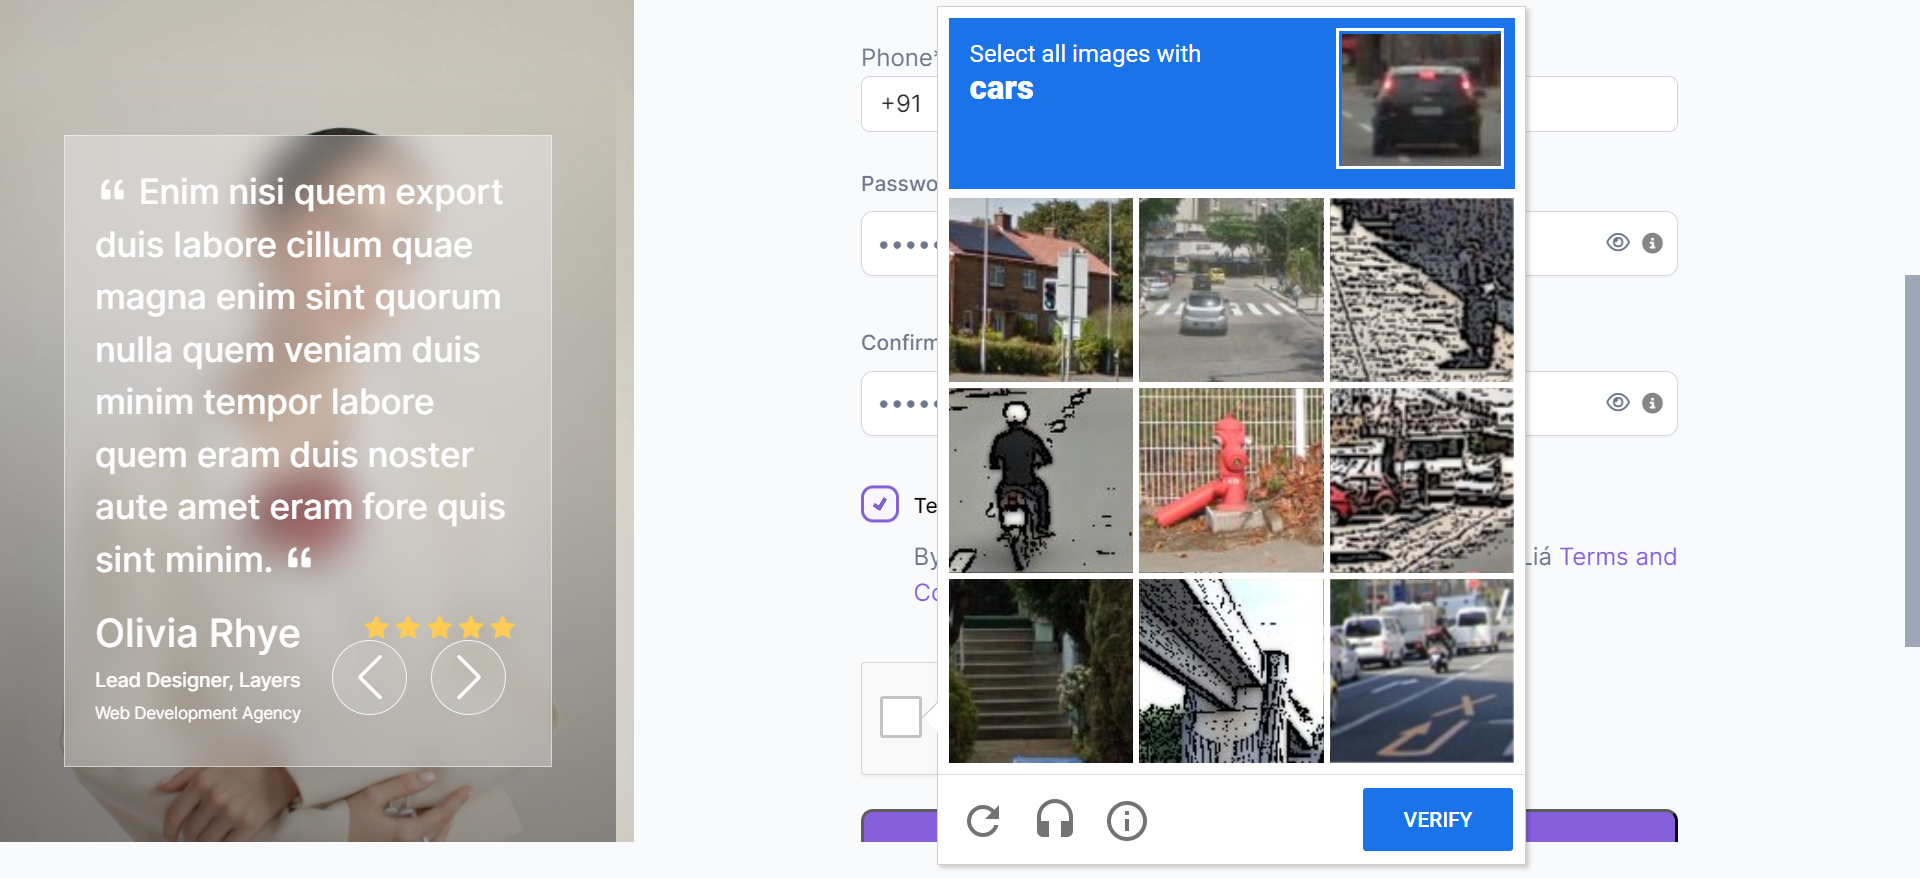 “ Enim nisi quem export
duis labore cillum quae
magna enim sint quorum
nulla quem veniam duis
minim tempor labore
quem eram duis noster
aute amet eram fore quis
sint minim. “
Olivia Rhye
Lead Designer, Layers
Web Development Agency
Phone*
+91
Passwo
Confirm
Te
By
Liá Terms and
Co
Select all images with
cars
VERIFY